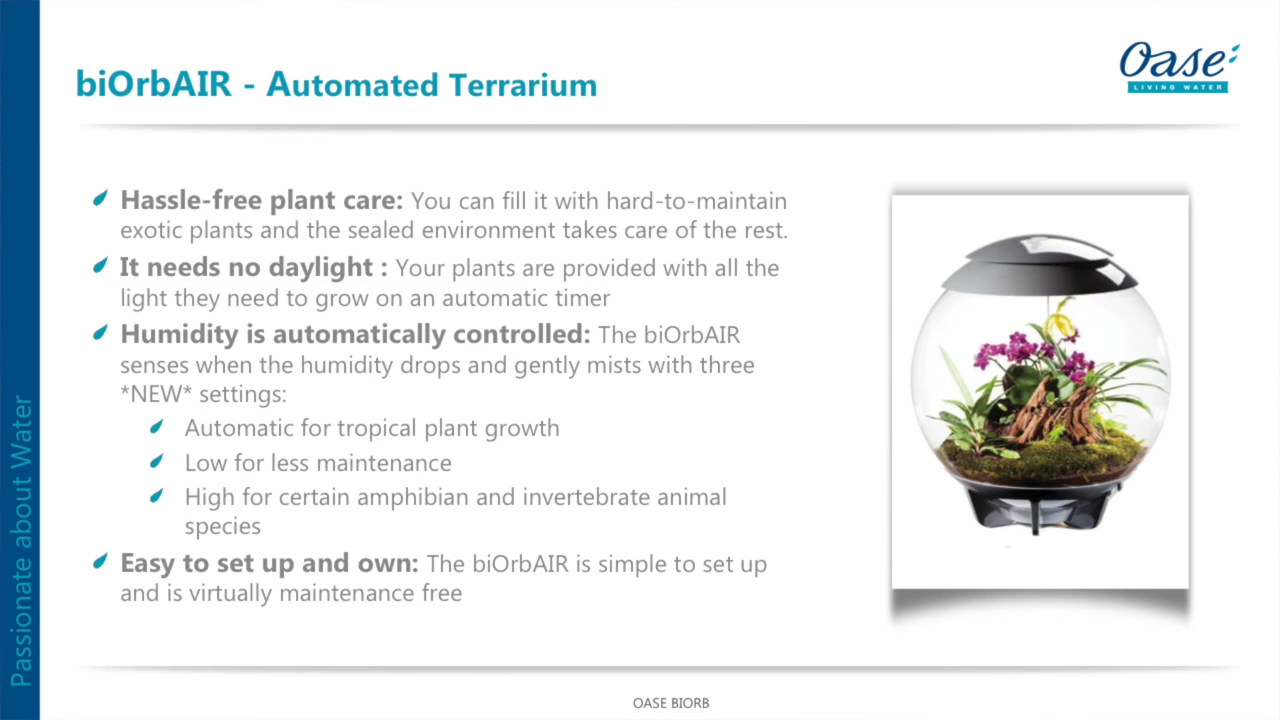 biOrbAIR - Automated Terrarium
Oase
LIVING WATER
Hassle-free plant care: You can fill it with hard-to-maintain
exotic plants and the sealed environment takes care of the rest.
It needs no daylight : Your plants are provided with all the
light they need to grow on an automatic timer
Humidity is automatically controlled: The biOrbAIR
senses when the humidity drops and gently mists with three
*NEW* settings:
Automatic for tropical plant growth
Low for less maintenance
High for certain amphibian and invertebrate animal
species
Easy to set up and own: The biOrbAIR is simple to set up
and is virtually maintenance free
Passionate about Water
OASE BIORB